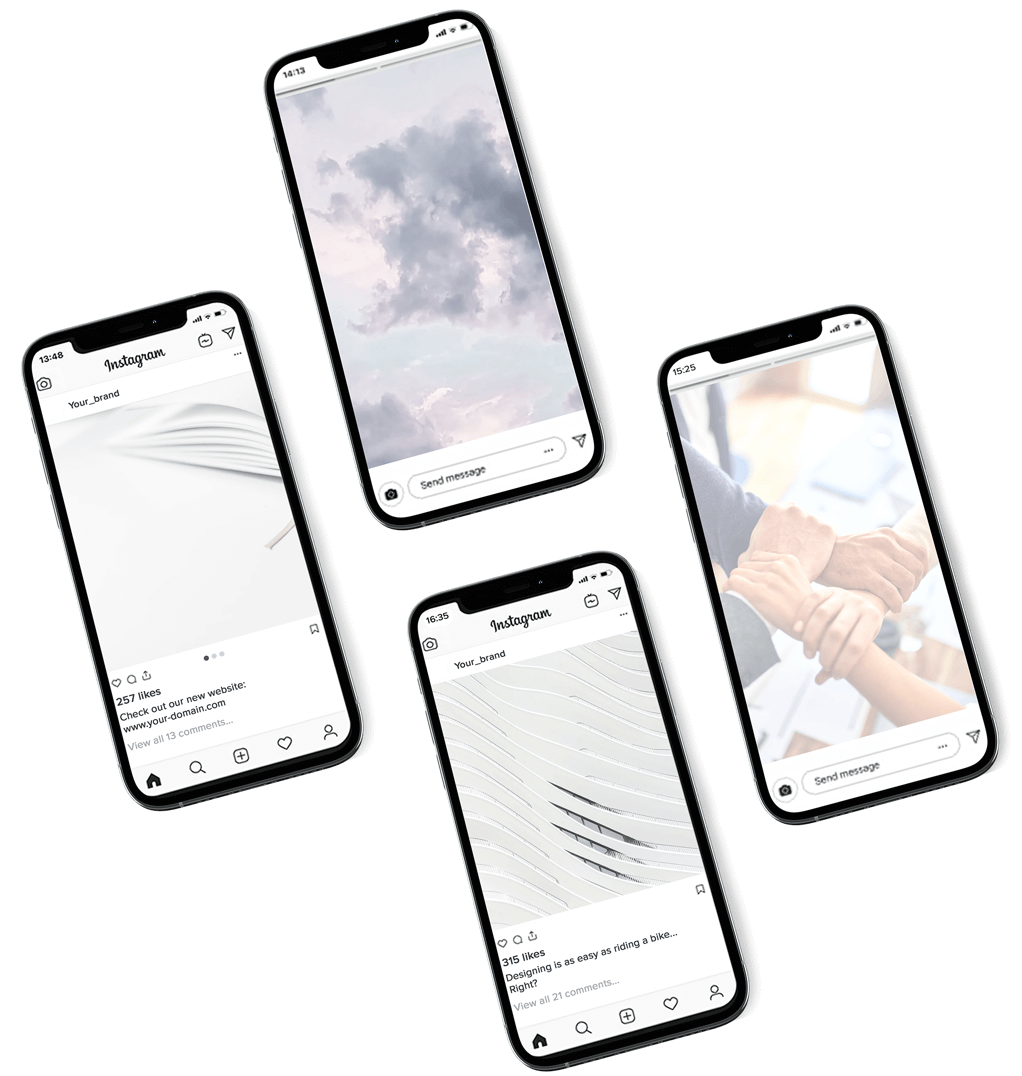 14:13
Send message
13:48
Instagram
Your_brand
257 likes
Check out our new website:
www.your-domain.com
View all 13 comments...
15:25
Send message
16:35
Instagram
Your_brand
315 likes
Designing is as easy as riding a bike...
Right?
View all 21 comments...